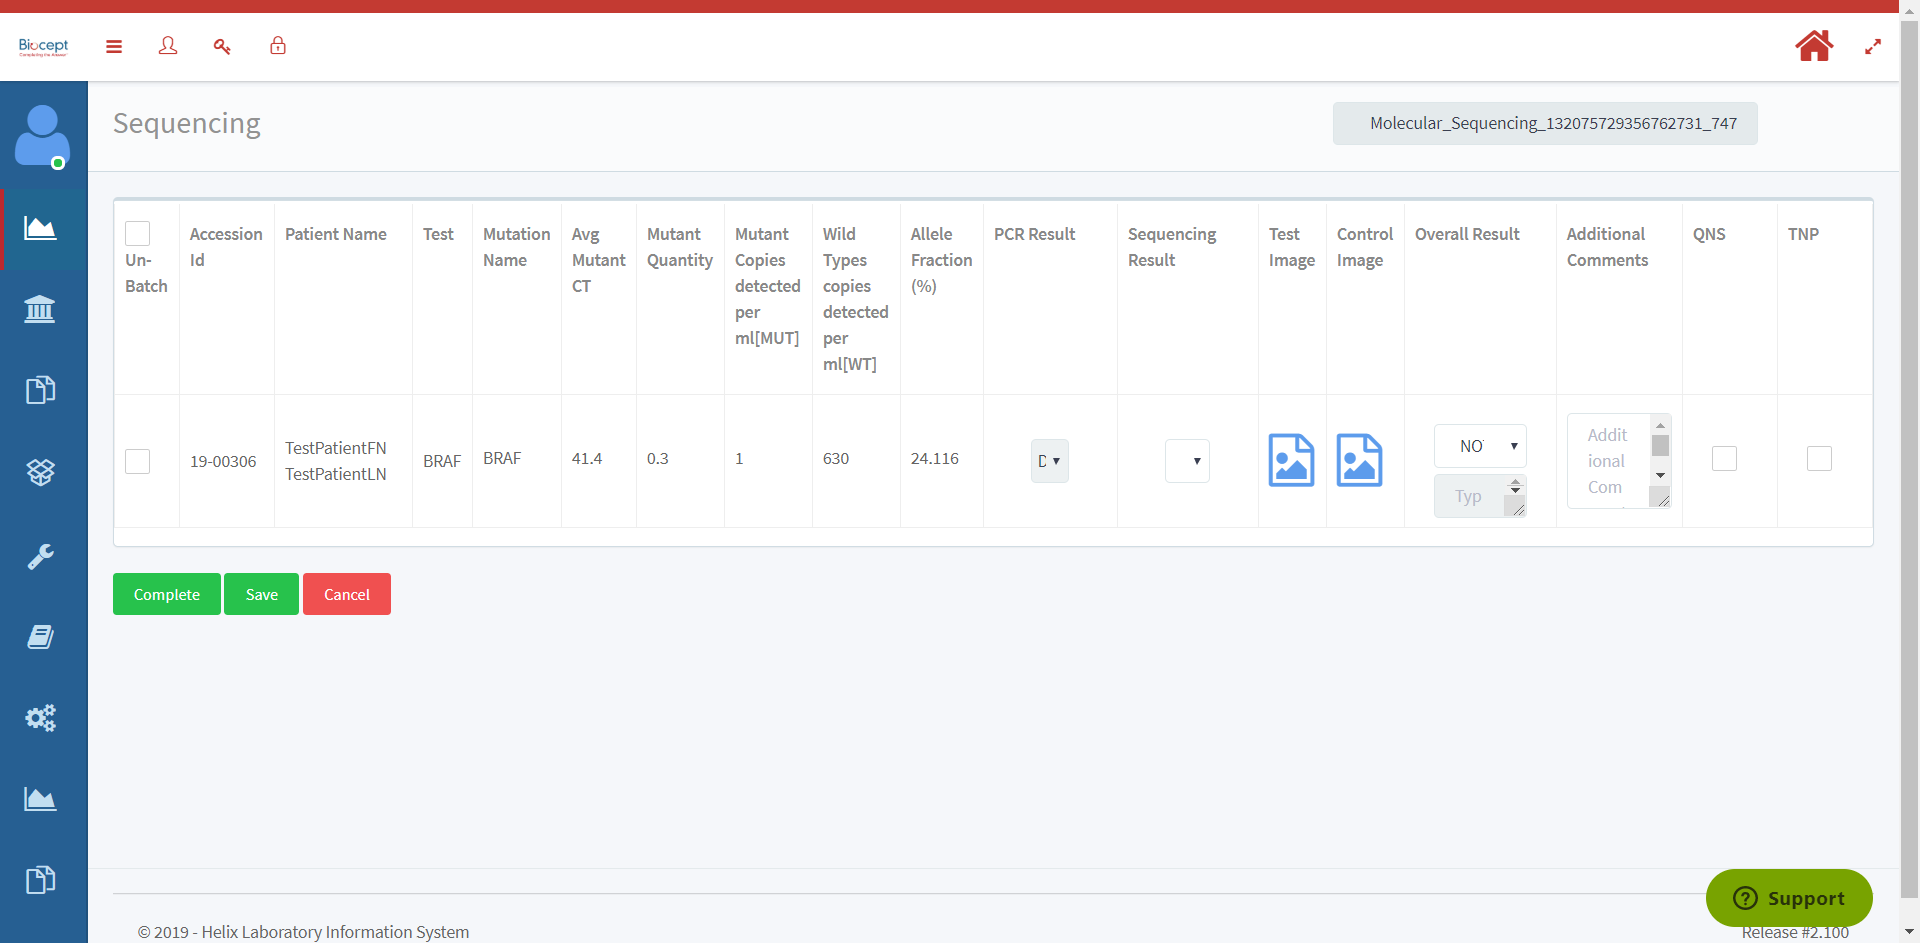 Biocept
Sequencing
Molecular_Sequencing_132075729356762731_747
Un-
Batch
Accession
Id
Patient Name
Test
Mutation
Name
Avg
Mutant
CT
Mutant
Quantity
Mutant
Copies
detected
per
ml[MUT]
Wild
Types
copies
detected
per
ml[WT]
Allele
Fraction
(%)
PCR Result
Sequencing
Result
Test
Image
Control
Image
Overall Result
Additional
Comments
QNS
TNP
19-00306
TestPatientFN
TestPatientLN
BRAF
BRAF
41.4
0.3
1
630
24.116
D
NO
Typ
Addit
ional
Com
Complete
Save
Cancel
Support
© 2019 - Helix Laboratory Information System
Release #2.100